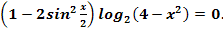 (1 − 2sin² x/2) log₂(4 − x²) = 0.